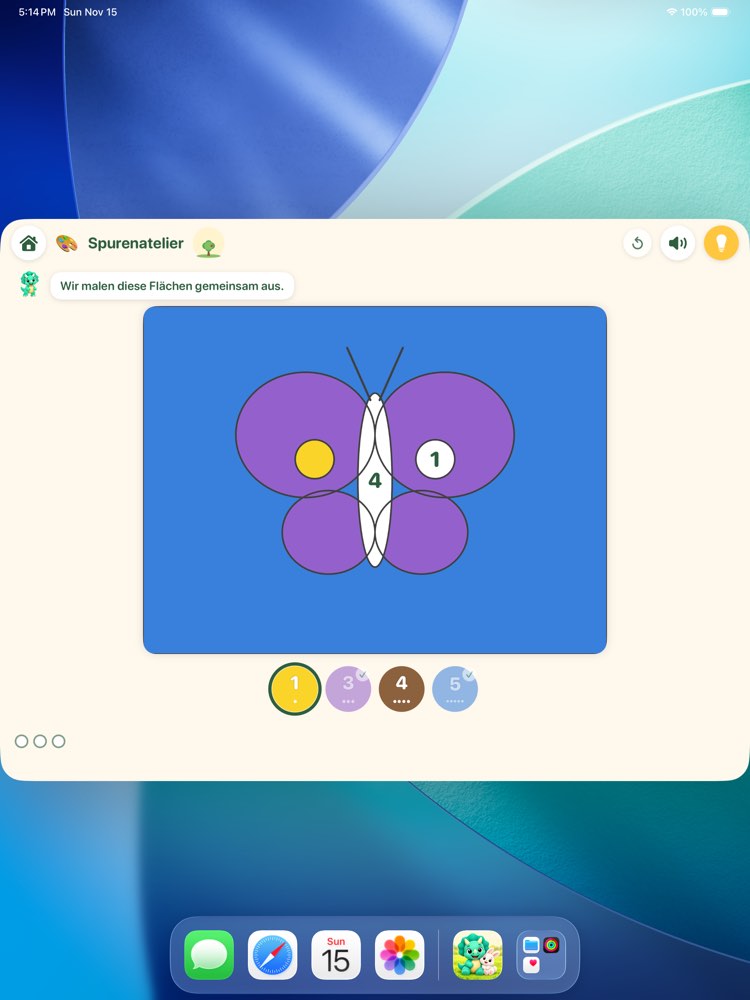 5:14 PM Sun Nov 15
100%
Spurenatelier
Wir malen diese Flächen gemeinsam aus.
1
4
1
3
4
5
Sun
15